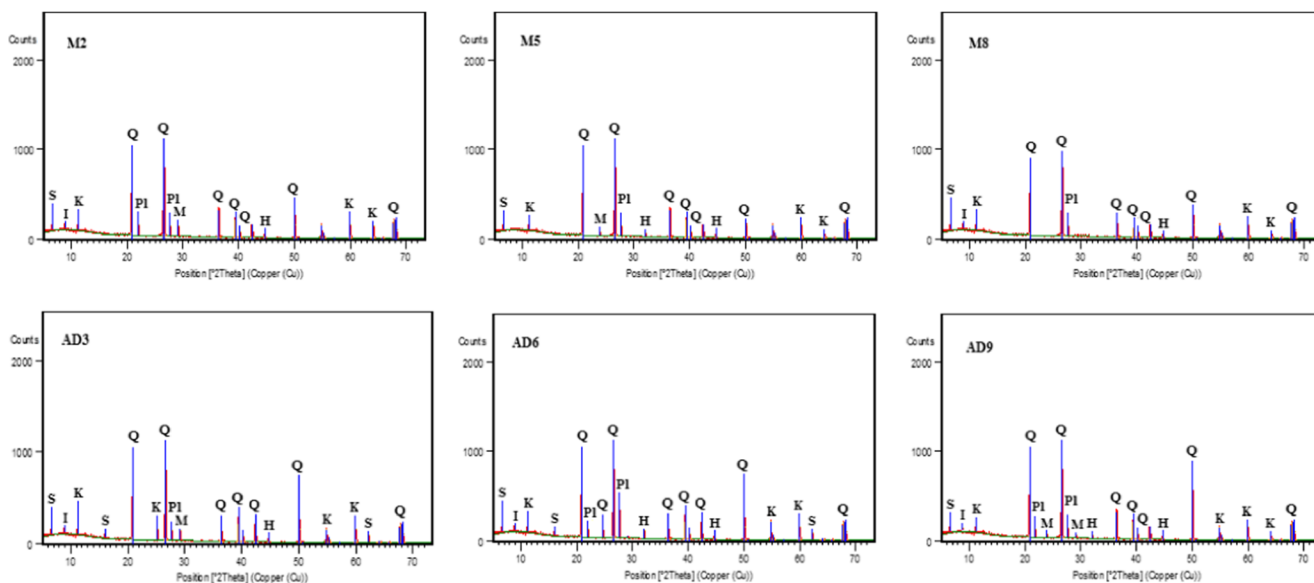 M2
Counts
2000
1000
0
S I K Q Pl Q Pl M Q Q Q H Q K K Q
10 20 30 40 50 60 70
Position [°2Theta] (Copper (Cu))
M5
Counts
2000
1000
0
S K Q M Q Pl H Q Q Q H Q K K Q
10 20 30 40 50 60 70
Position [°2Theta] (Copper (Cu))
M8
Counts
2000
1000
0
S I K Q Q Pl Q Q Q H Q K K Q
10 20 30 40 50 60 70
Position [°2Theta] (Copper (Cu))
AD3
Counts
2000
1000
0
S I K S Q K Q Pl M Q Q Q H Q K K S Q
10 20 30 40 50 60 70
Position [°2Theta] (Copper (Cu))
AD6
Counts
2000
1000
0
S I K S Q Pl Q Q Pl H Q Q Q H Q K K S Q
10 20 30 40 50 60 70
Position [°2Theta] (Copper (Cu))
AD9
Counts
2000
1000
0
S I K Q Pl M Q Pl M H Q Q Q H Q K K K Q
10 20 30 40 50 60 70
Position [°2Theta] (Copper (Cu))